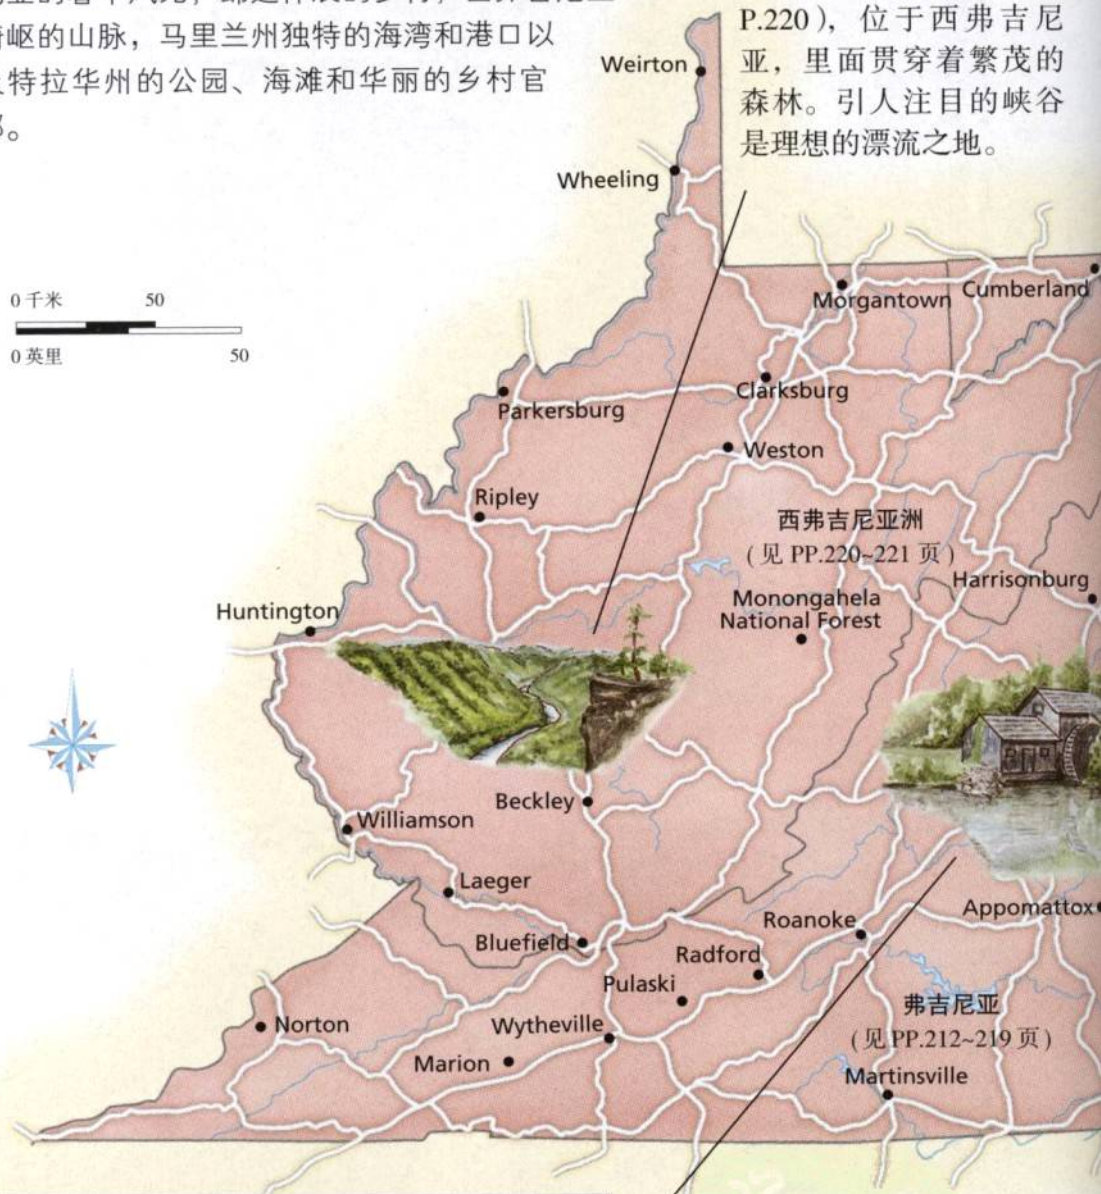 崎岖的山脉，马里兰州独特的海湾和港口以
特拉华州的公园、海滩和华丽的乡村官
P.220），位于西弗吉尼
亚，里面贯穿着繁茂的
森林。引人注目的峡谷
是理想的漂流之地。
Weirton
Wheeling
0 千米 50
0 英里 50
Morgantown
Cumberland
Clarksburg
Parkersburg
Weston
Ripley
西弗吉尼亚洲
（见 PP.220~221 页）
Harrisonburg
Monongahela
National Forest
Huntington
Beckley
Williamson
Laeger
Appomattox
Roanoke
Bluefield
Radford
Pulaski
弗吉尼亚
（见 PP.212~219 页）
Norton
Wytheville
Marion
Martinsville